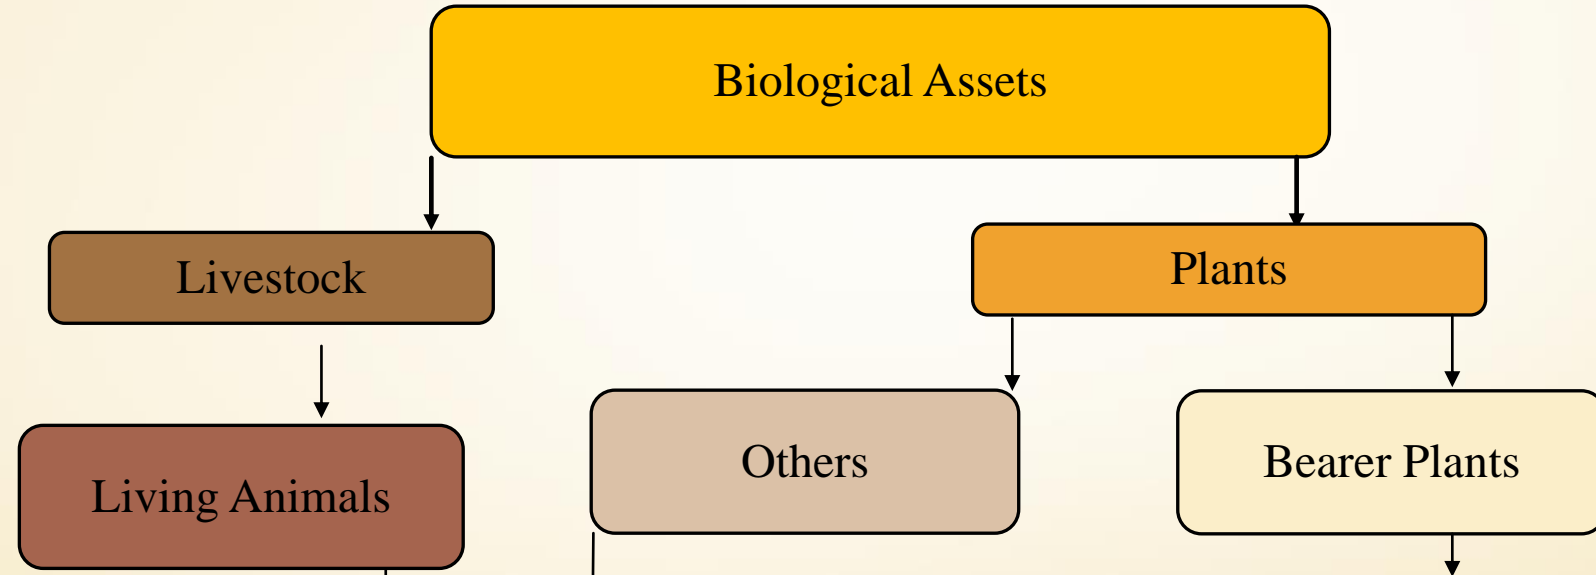 Biological Assets
Livestock
Plants
Others
Bearer Plants
Living Animals